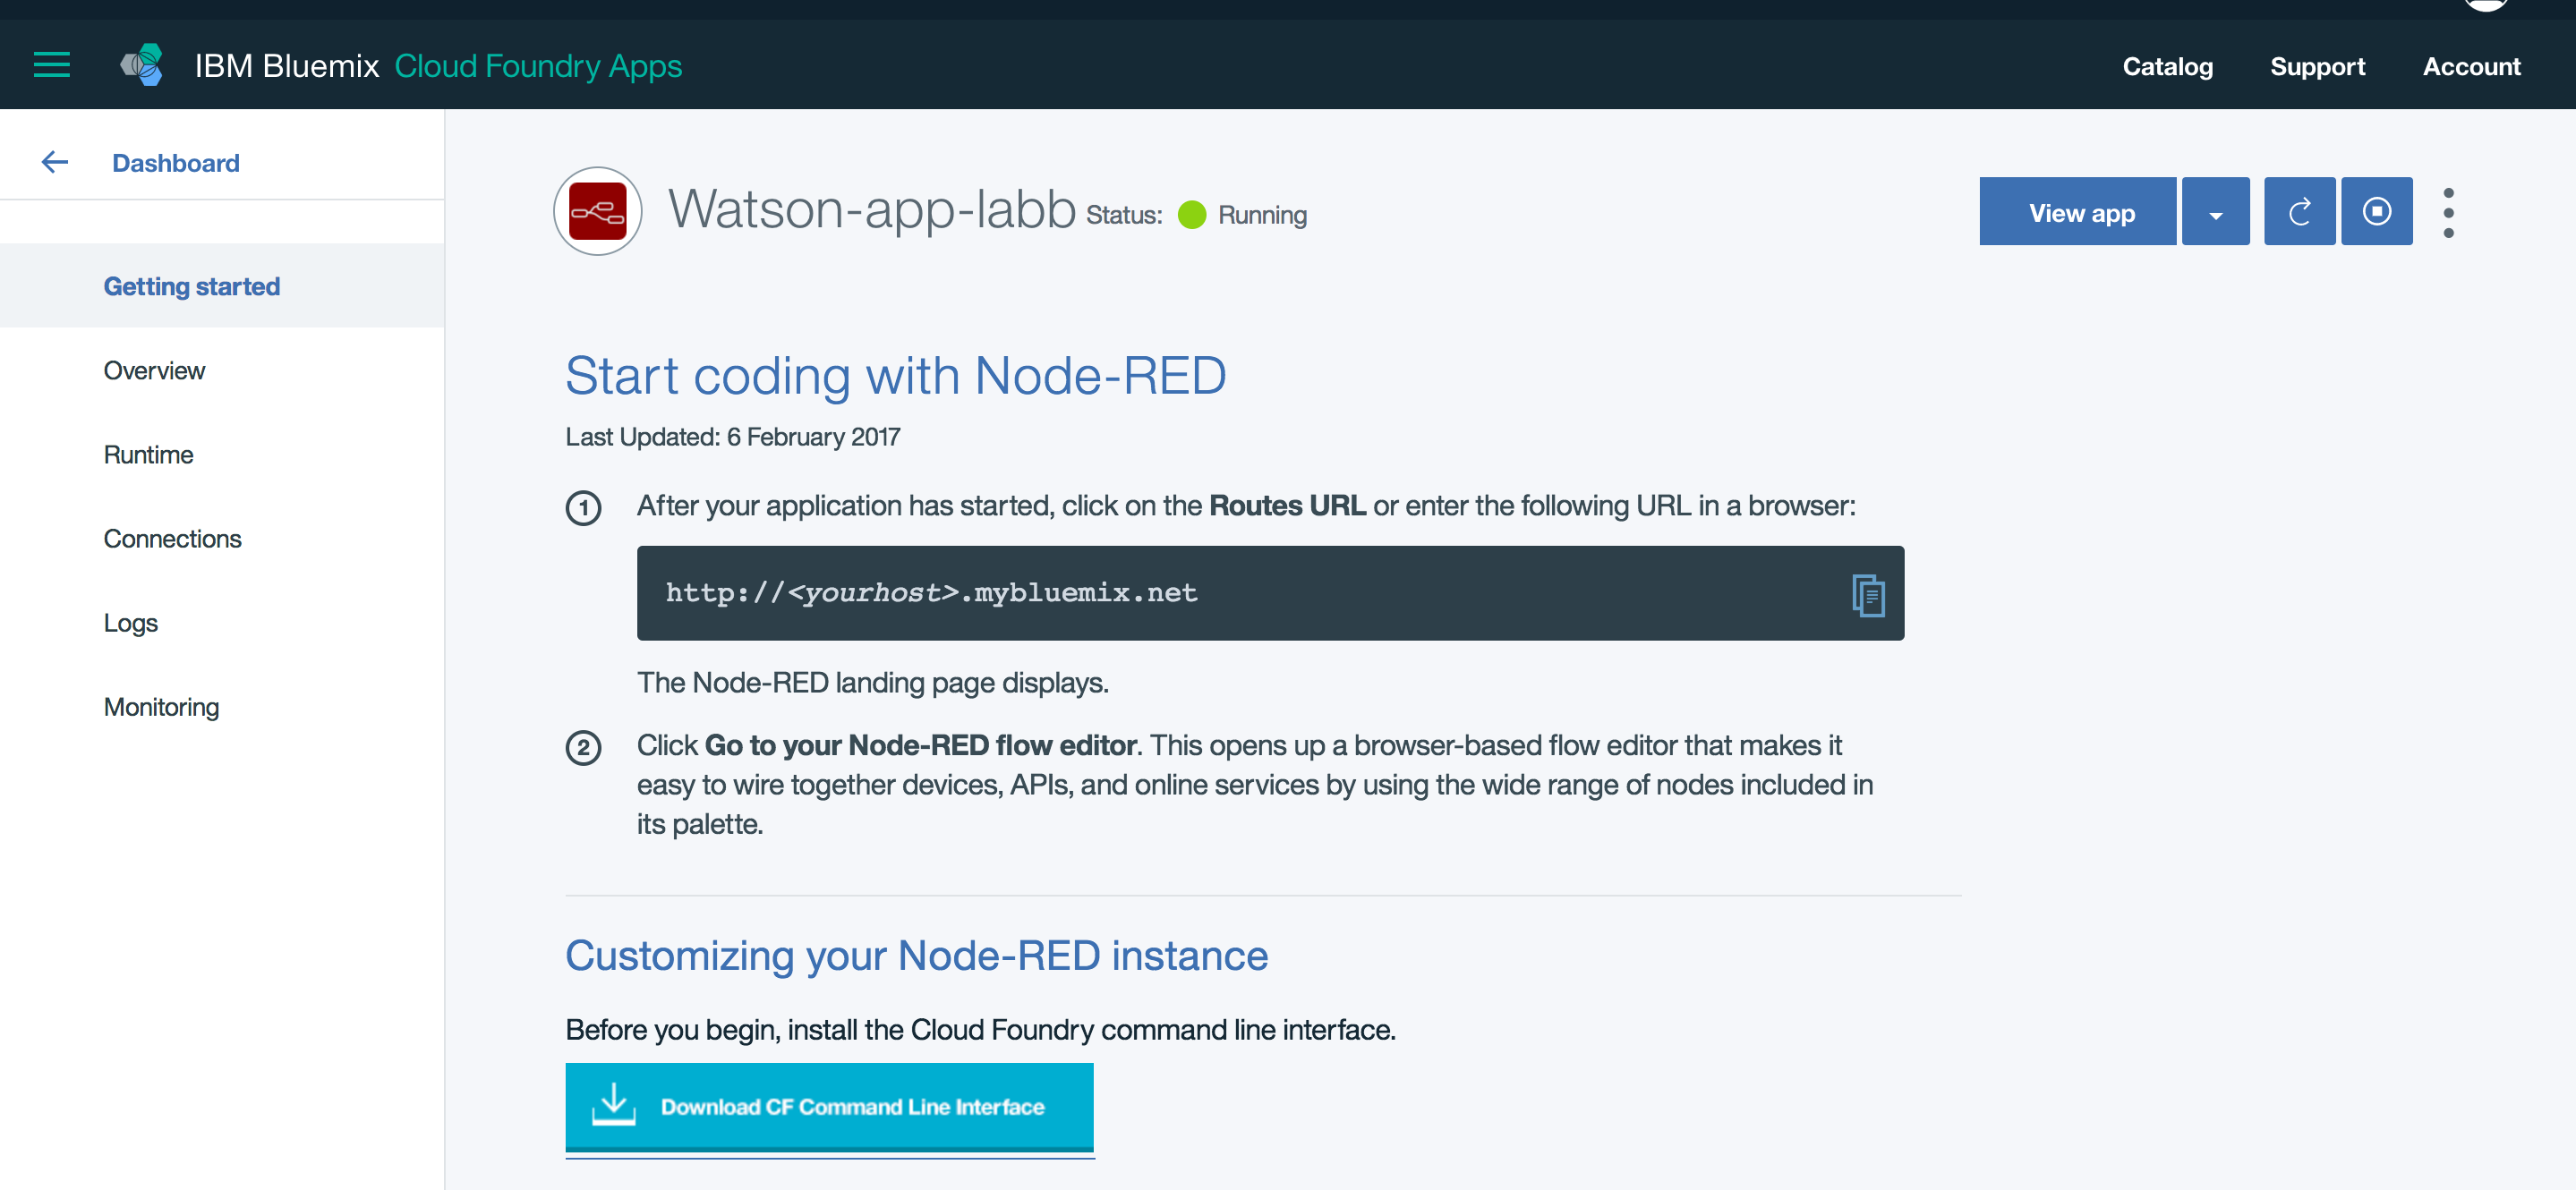 IBM Bluemix Cloud Foundry Apps
Catalog Support Account
Dashboard
Getting started
Overview
Runtime
Connections
Logs
Monitoring
Watson-app-labb Status: Running
View app
Start coding with Node-RED
Last Updated: 6 February 2017
1 After your application has started, click on the Routes URL or enter the following URL in a browser:
http://<yourhost>.mybluemix.net
The Node-RED landing page displays.
2 Click Go to your Node-RED flow editor. This opens up a browser-based flow editor that makes it
easy to wire together devices, APIs, and online services by using the wide range of nodes included in
its palette.
Customizing your Node-RED instance
Before you begin, install the Cloud Foundry command line interface.
Download CF Command Line Interface